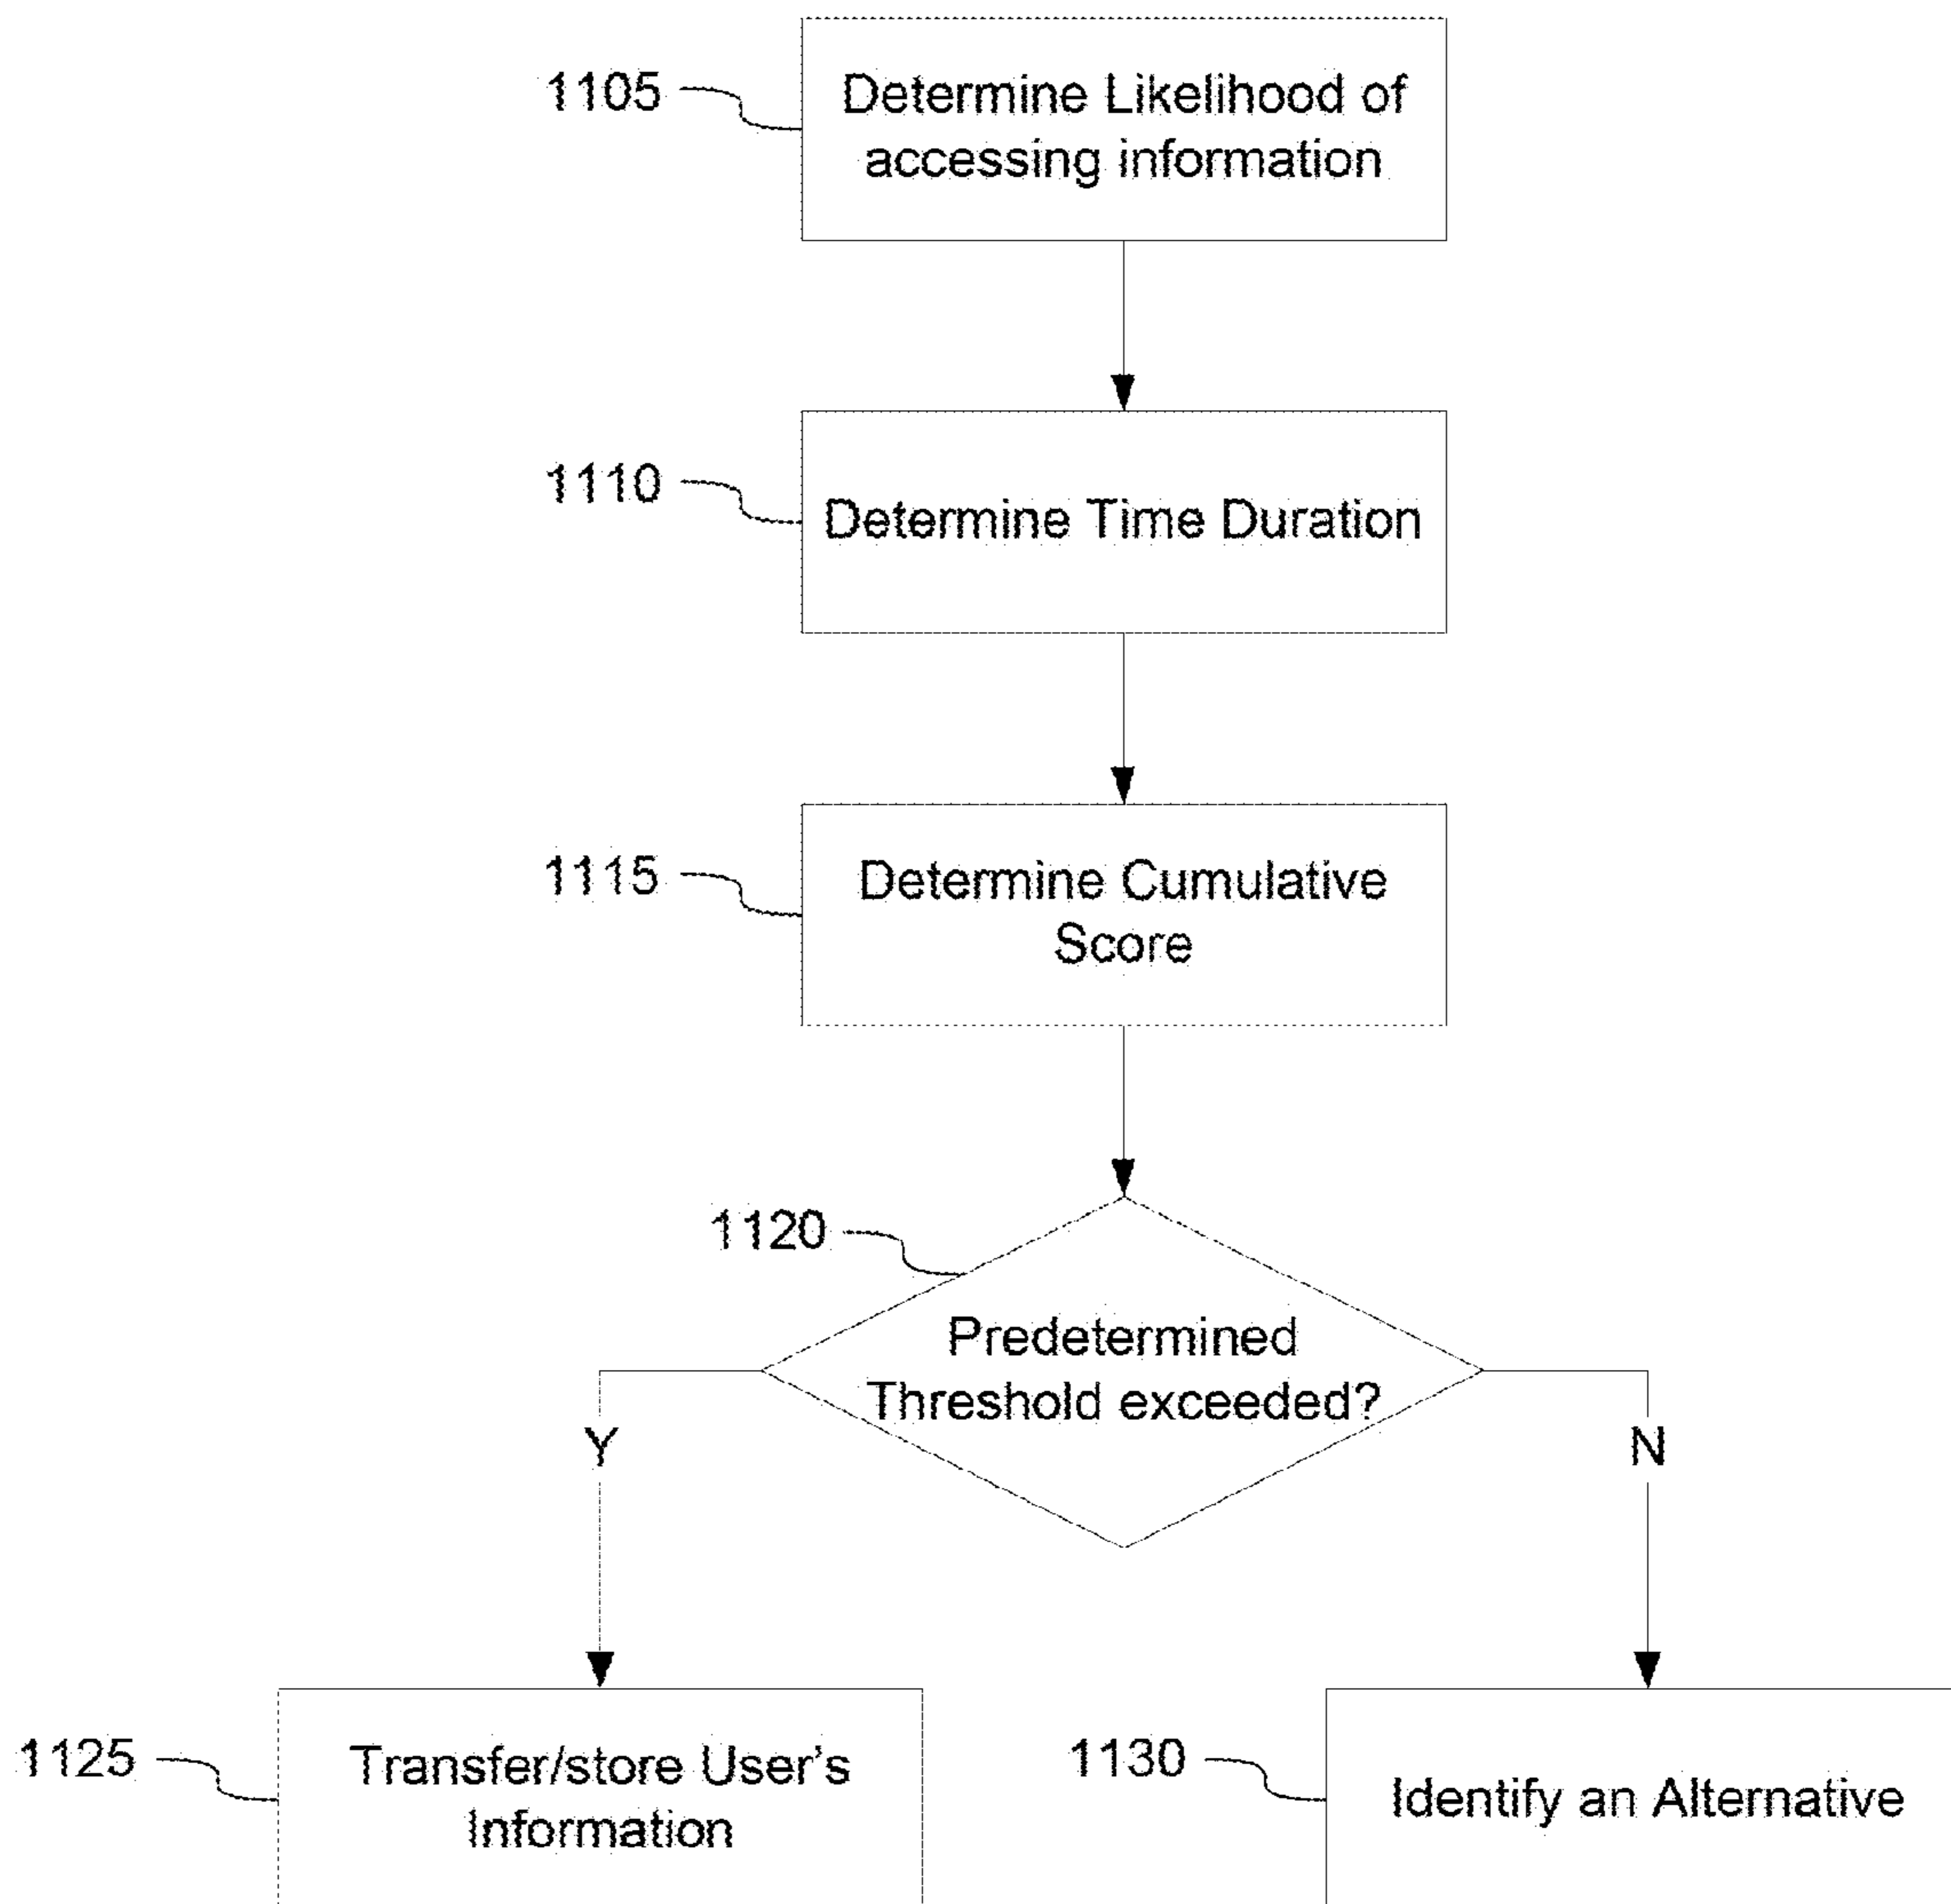 1105
Determine Likelihood of
accessing information
1110
Determine Time Duration
1115
Determine Cumulative
Score
1120
Predetermined
Threshold exceeded?
Y
N
1125
Transfer/store User's
Information
1130
Identify an Alternative